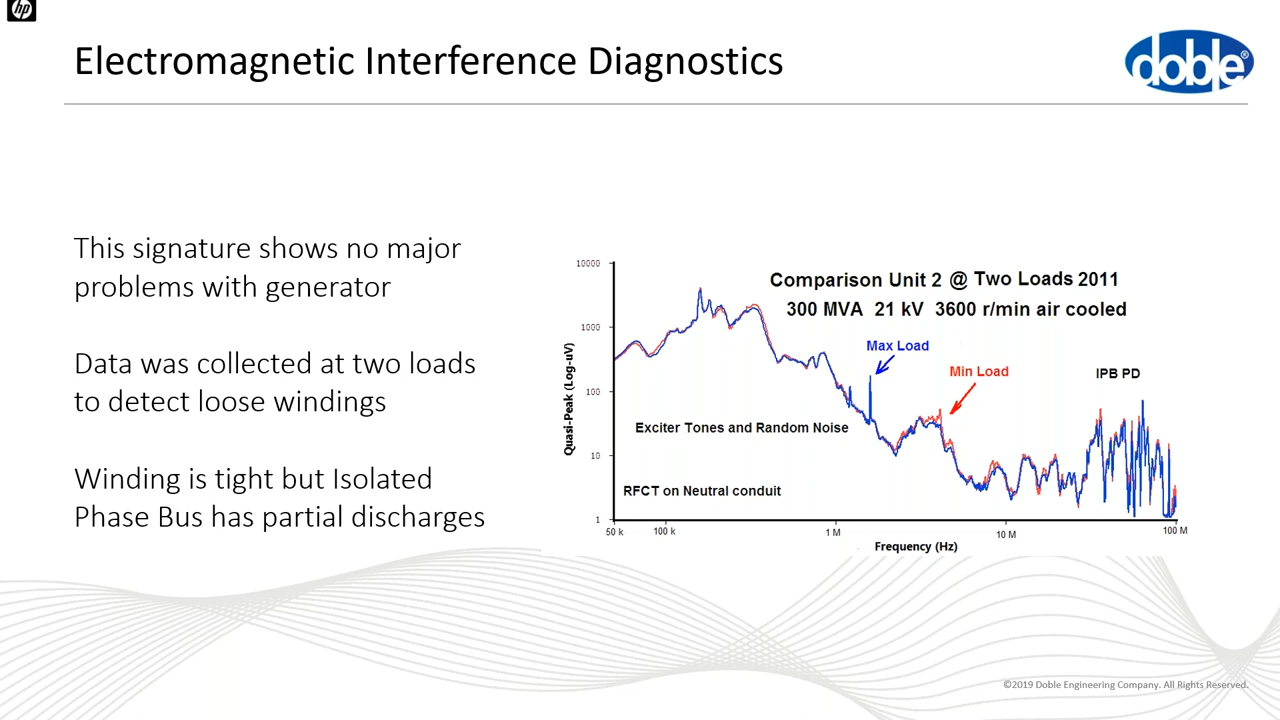 hp
Electromagnetic Interference Diagnostics
doble®
This signature shows no major
problems with generator
Data was collected at two loads
to detect loose windings
Winding is tight but Isolated
Phase Bus has partial discharges
Comparison Unit 2 @ Two Loads 2011
300 MVA 21 kV 3600 r/min air cooled
Max Load
Min Load
IPB PD
Exciter Tones and Random Noise
RFCT on Neutral conduit
Quasi-Peak (Log-uV)
10000
1000
100
10
1
50 k
100 k
1 M
10 M
100 M
Frequency (Hz)
©2019 Doble Engineering Company. All Rights Reserved.